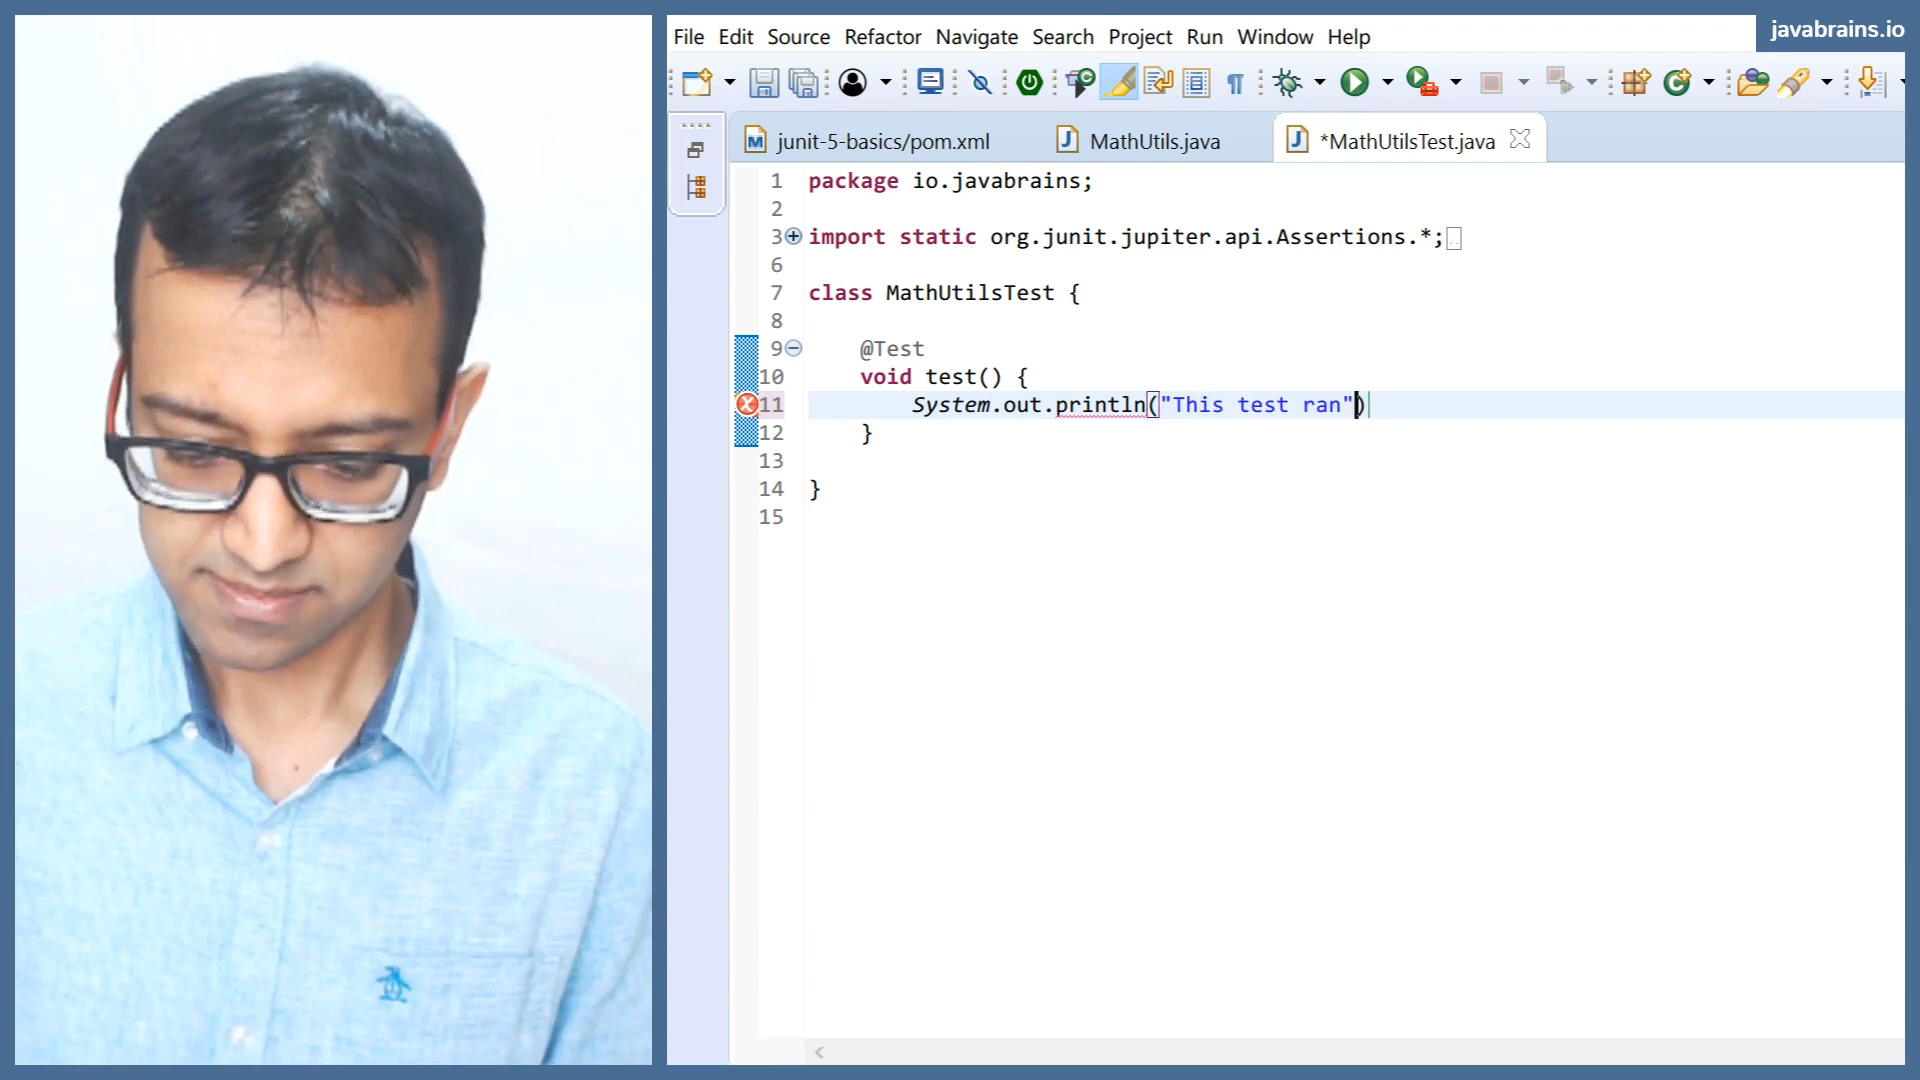 javabrains.io
File Edit Source Refactor Navigate Search Project Run Window Help
junit-5-basics/pom.xml MathUtils.java *MathUtilsTest.java
1 package io.javabrains;
2
3 import static org.junit.jupiter.api.Assertions.*;
6
7 class MathUtilsTest {
8
9 @Test
10 void test() {
11 System.out.println("This test ran")
12 }
13
14 }
15